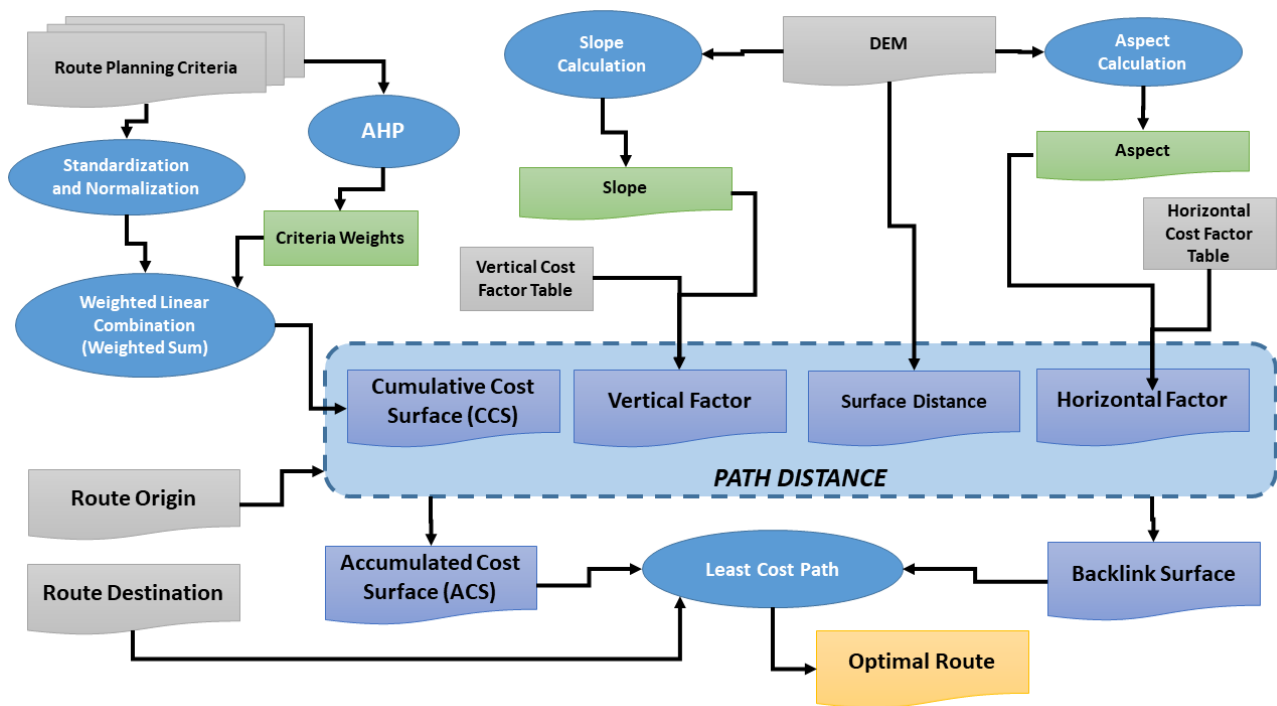 Route Planning Criteria
AHP
Standardization
and Normalization
Criteria Weights
Weighted Linear
Combination
(Weighted Sum)
Slope
Calculation
DEM
Aspect
Calculation
Slope
Aspect
Vertical Cost
Factor Table
Horizontal
Cost Factor
Table
Cumulative Cost
Surface (CCS)
Vertical Factor
Surface Distance
Horizontal Factor
PATH DISTANCE
Route Origin
Route Destination
Accumulated Cost
Surface (ACS)
Least Cost Path
Backlink Surface
Optimal Route